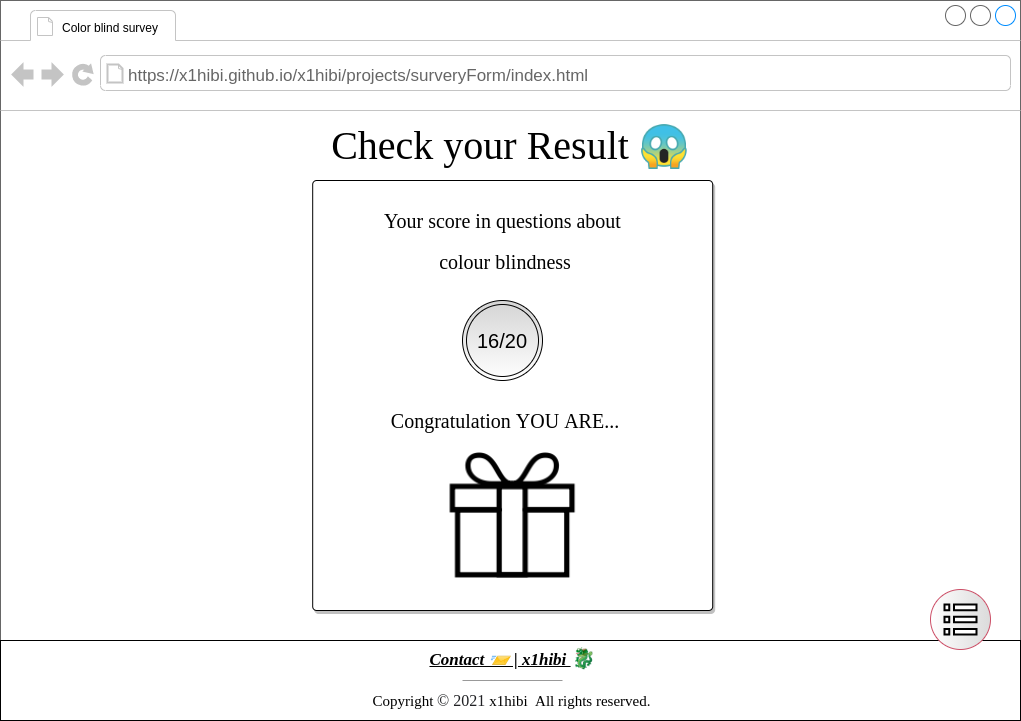 Color blind survey
https://x1hibi.github.io/x1hibi/projects/surveryForm/index.html
Check your Result 😱
Your score in questions about
colour blindness
16/20
Congratulation YOU ARE...
Contact 📨 | x1hibi 🐉
Copyright © 2021 x1hibi  All rights reserved.